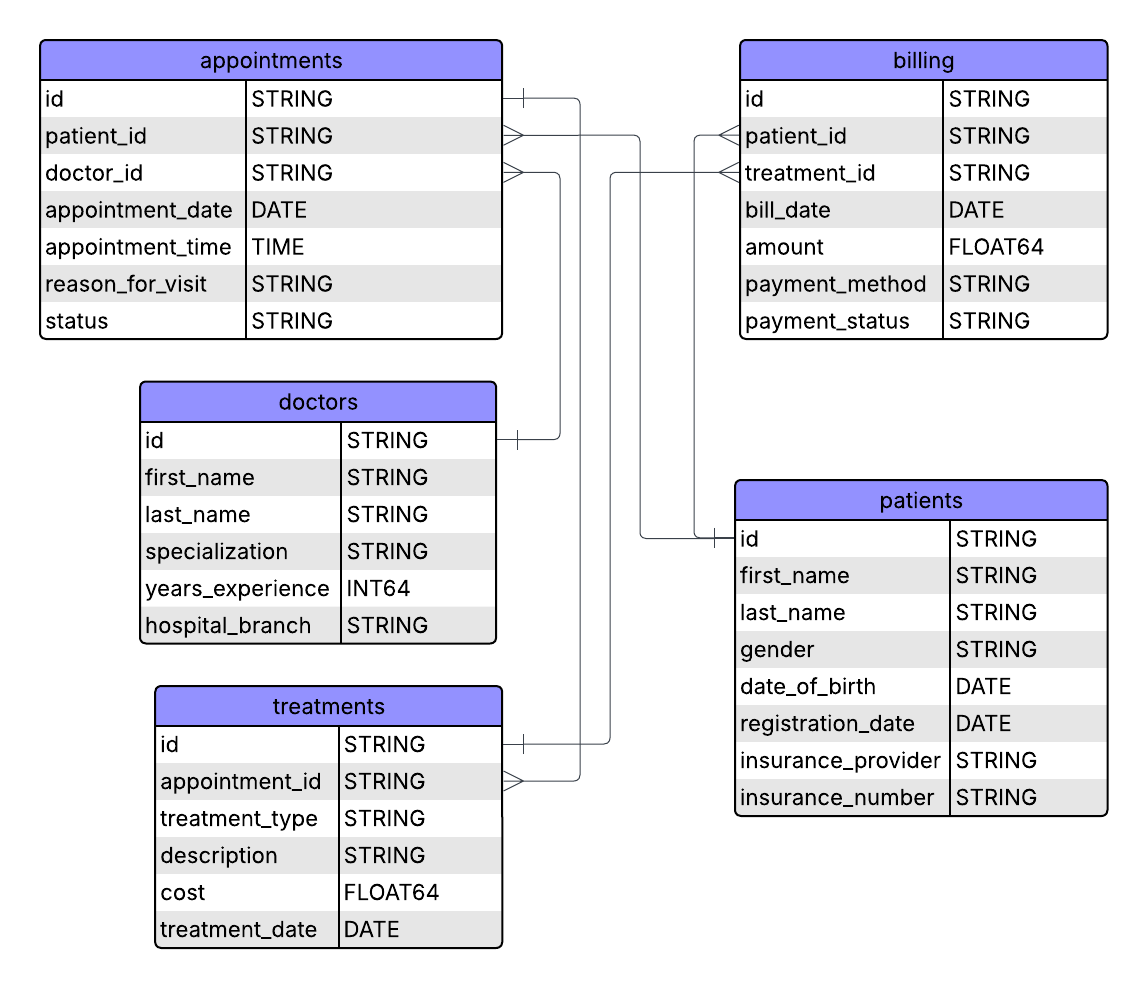 appointments
id STRING
patient_id STRING
doctor_id STRING
appointment_date DATE
appointment_time TIME
reason_for_visit STRING
status STRING
billing
id STRING
patient_id STRING
treatment_id STRING
bill_date DATE
amount FLOAT64
payment_method STRING
payment_status STRING
doctors
id STRING
first_name STRING
last_name STRING
specialization STRING
years_experience INT64
hospital_branch STRING
patients
id STRING
first_name STRING
last_name STRING
gender STRING
date_of_birth DATE
registration_date DATE
insurance_provider STRING
insurance_number STRING
treatments
id STRING
appointment_id STRING
treatment_type STRING
description STRING
cost FLOAT64
treatment_date DATE